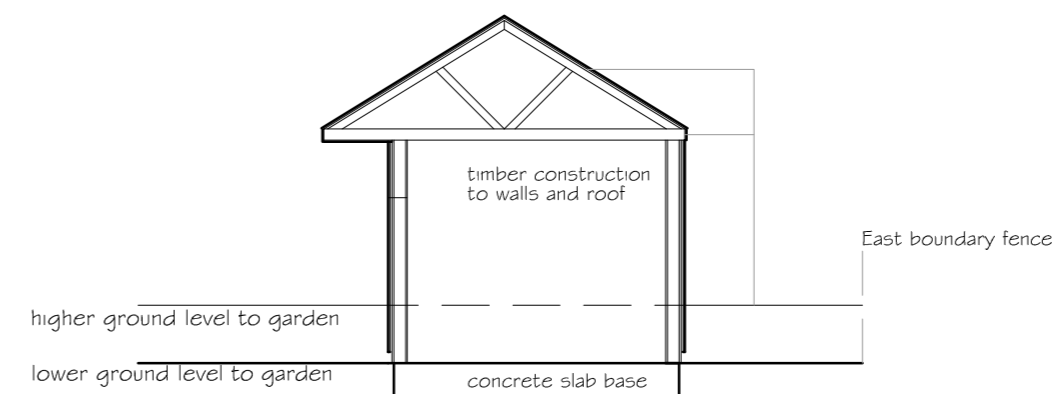 timber construction
to walls and roof
East boundary fence
higher ground level to garden
lower ground level to garden
concrete slab base